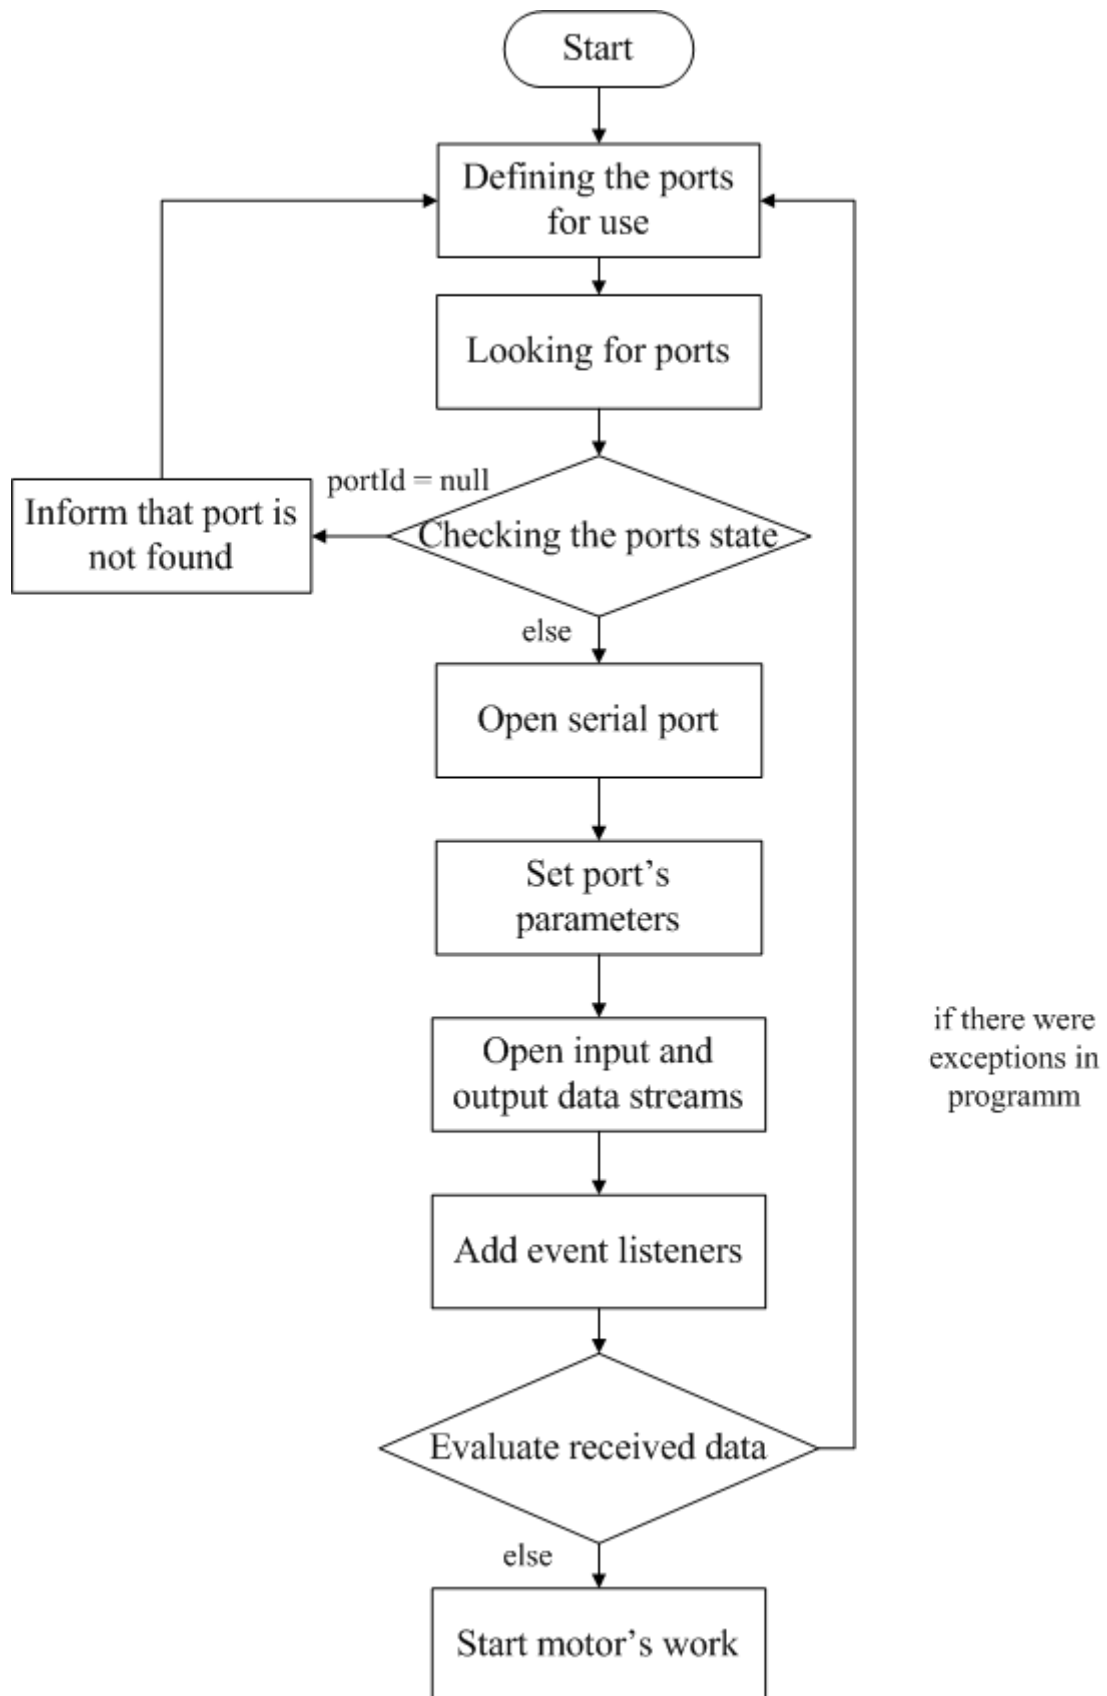 Start
Defining the ports
for use
Looking for ports
portId = null
Inform that port is
not found
Checking the ports state
else
Open serial port
Set port’s
parameters
Open input and
output data streams
if there were
exceptions in
programm
Add event listeners
Evaluate received data
else
Start motor’s work